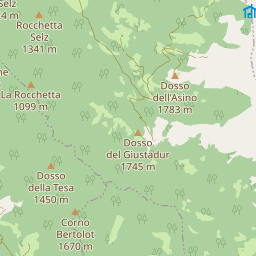 Selz
4 m
Rocchetta
Selz
1341 m
ne
La Rocchetta
1099 m
Dosso
dell'Asino
1783 m
Dosso
del Giustadur
1745 m
Dosso
della Tesa
1450 m
Corno
Bertolot
1670 m